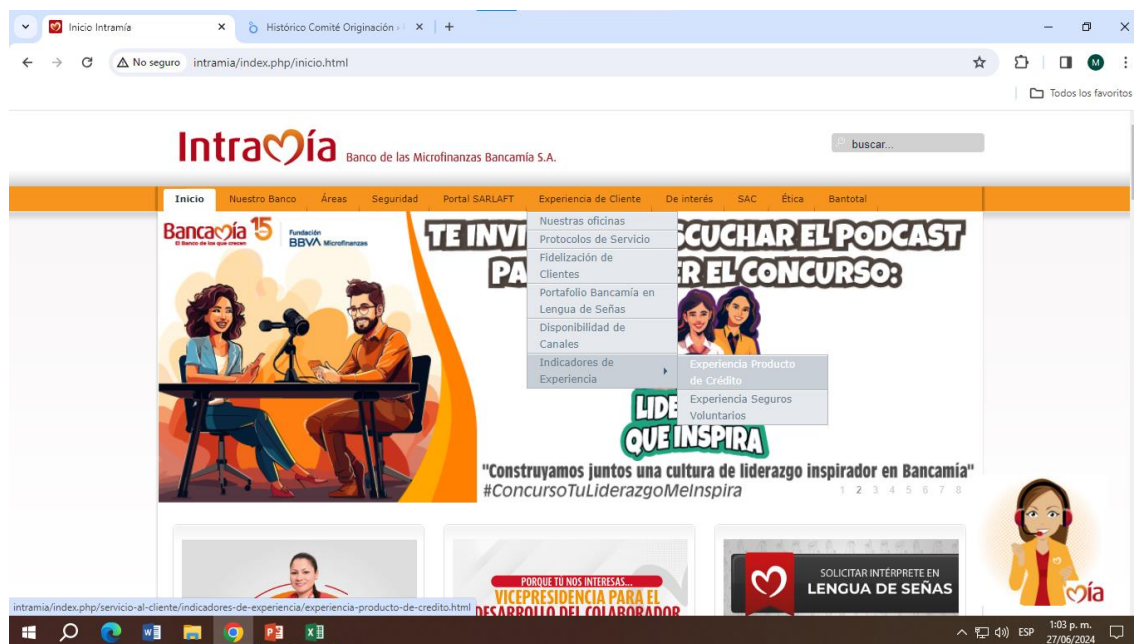 Inicio Intramía
Histórico Comité Originación ›
No seguro
intramia/index.php/inicio.html
M
Todos los favoritos
Intramía
Banco de las Microfinanzas Bancamía S.A.
buscar...
Inicio Nuestro Banco Áreas Seguridad Portal SARLAFT Experiencia de Cliente De interés SAC Ética Bantotal
Bancamía 15
El Banco de los que crecen
Fundación
BBVA Microfinanzas
Nuestras oficinas
Protocolos de Servicio
Fidelización de
Clientes
Portafolio Bancamía en
Lengua de Señas
Disponibilidad de
Canales
Indicadores de
Experiencia
Experiencia Producto
de Crédito
Experiencia Seguros
Voluntarios
TE INVI SCUCHAR EL PODCAST
PA R EL CONCURSO:
LIDE
QUE INSPIRA
"Construyamos juntos una cultura de liderazgo inspirador en Bancamía"
#ConcursoTuLiderazgoMeInspira
1 2 3 4 5 6 7 8
PORQUE TÚ NOS INTERESAS...
VICEPRESIDENCIA PARA EL
DESARROLLO DEL COLABORADOR
SOLICITAR INTÉRPRETE EN
LENGUA DE SEÑAS
mía
intramia/index.php/servicio-al-cliente/indicadores-de-experiencia/experiencia-producto-de-credito.html
ESP
1:03 p. m.
27/06/2024